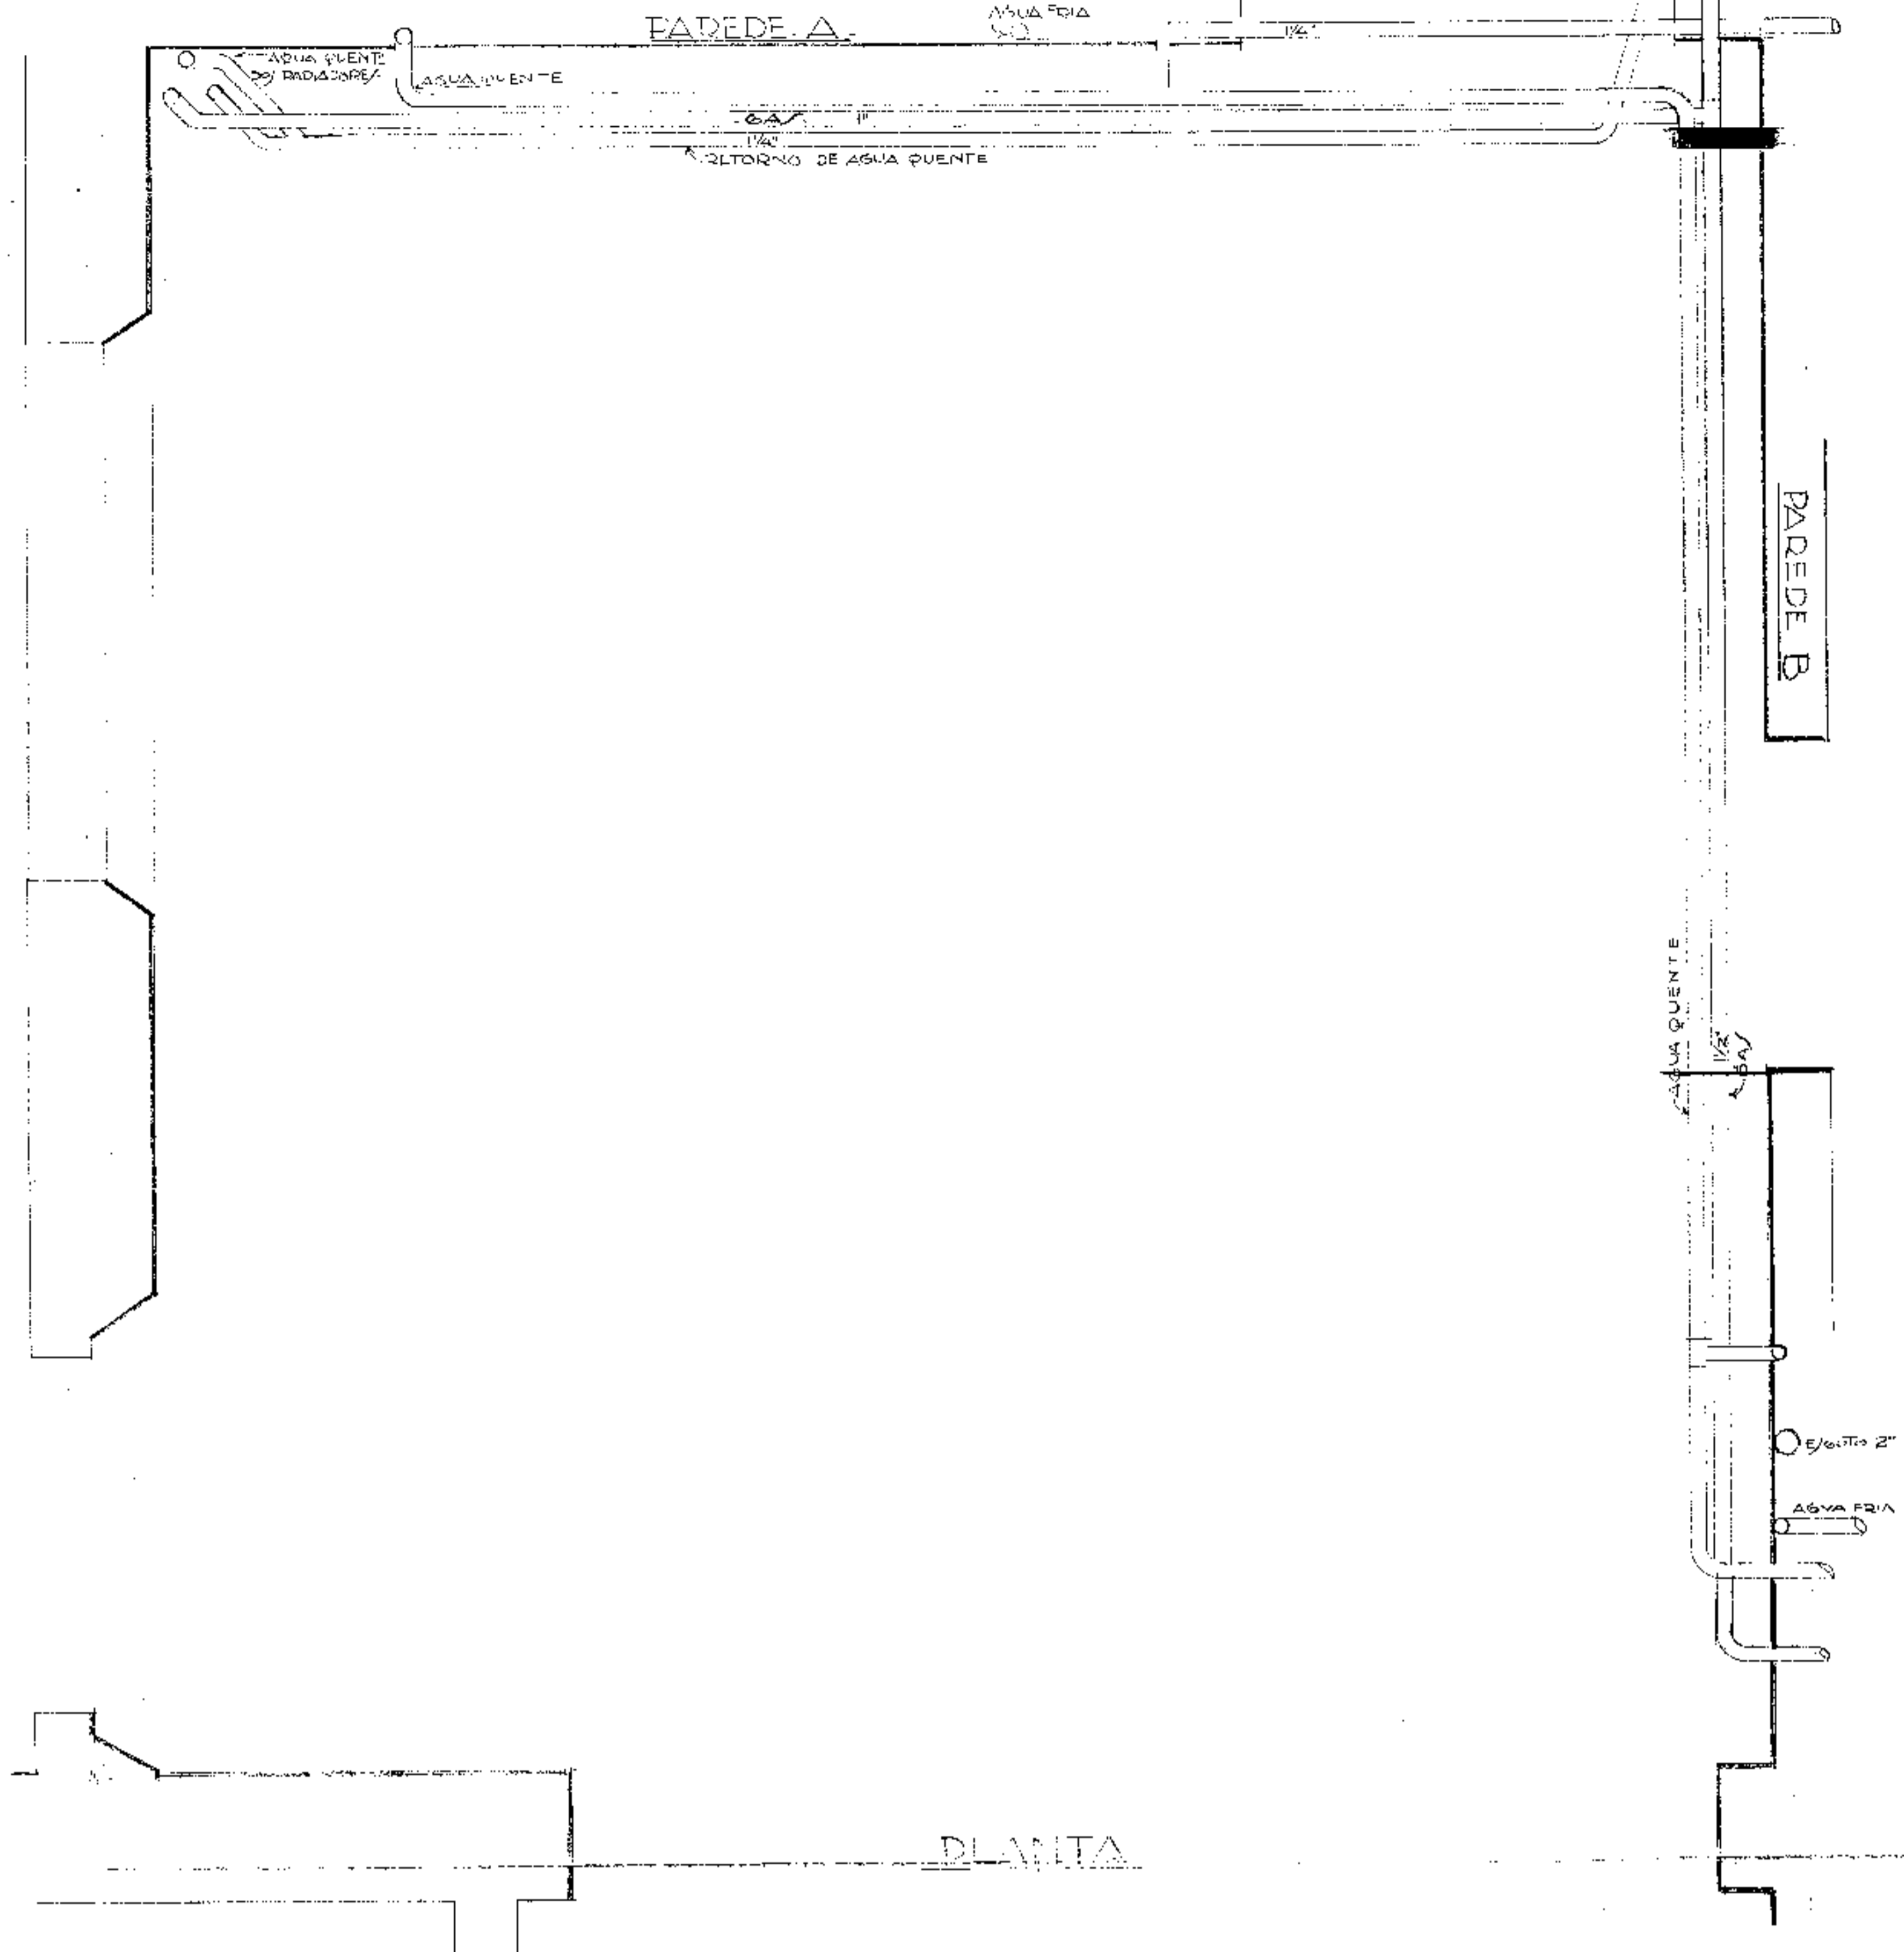 PAREDE. A.
AGUA FRIA
1¼"
AGUA QUENTE
DOS RADIADORES
AGUA QUENTE
GAS 1"
1¼"
RETORNO DE AGUA QUENTE
PAREDE B
AGUA QUENTE
1½"
GAS
ESGOTO 2"
AGUA FRIA
PLANTA